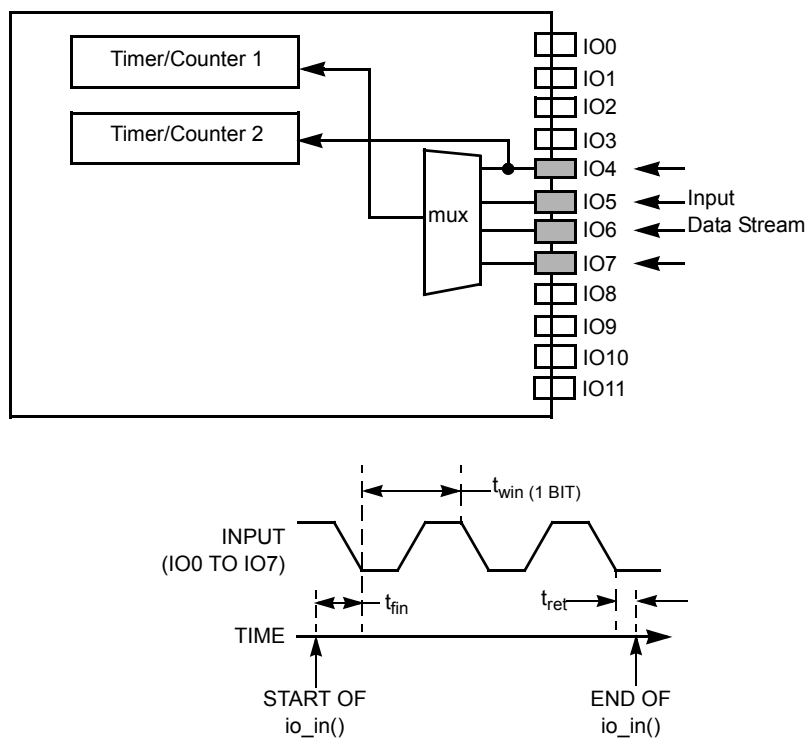 Timer/Counter 1
Timer/Counter 2
mux
IO0
IO1
IO2
IO3
IO4
IO5
IO6
IO7
IO8
IO9
IO10
IO11
Input
Data Stream
twin (1 BIT)
INPUT
(IO0 TO IO7)
tfin
tret
TIME
START OF
io_in()
END OF
io_in()